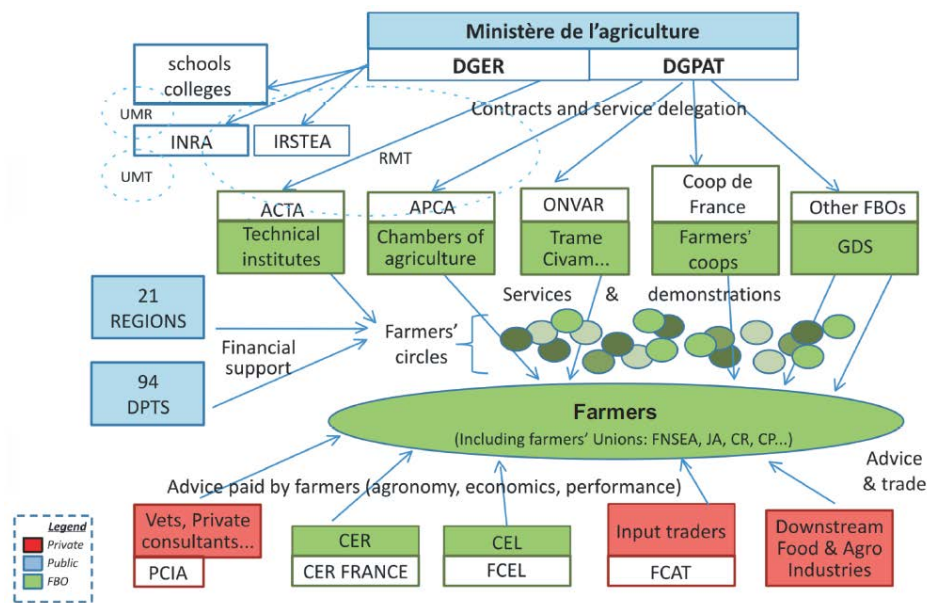 Ministère de l'agriculture
DGER
DGPAT
schools
colleges
UMR
INRA
IRSTEA
UMT
RMT
Contracts and service delegation
ACTA
Technical
institutes
APCA
Chambers of
agriculture
ONVAR
Trame
Civam...
Coop de
France
Farmers'
coops
Other FBOs
GDS
Services & demonstrations
21
REGIONS
Financial
support
Farmers'
circles
94
DPTS
Farmers
(Including farmers' Unions: FNSEA, JA, CR, CP...)
Advice
& trade
Advice paid by farmers (agronomy, economics, performance)
Vets, Private
consultants...
PCIA
CER
CER FRANCE
CEL
FCEL
Input traders
FCAT
Downstream
Food & Agro
Industries
Legend
Private
Public
FBO